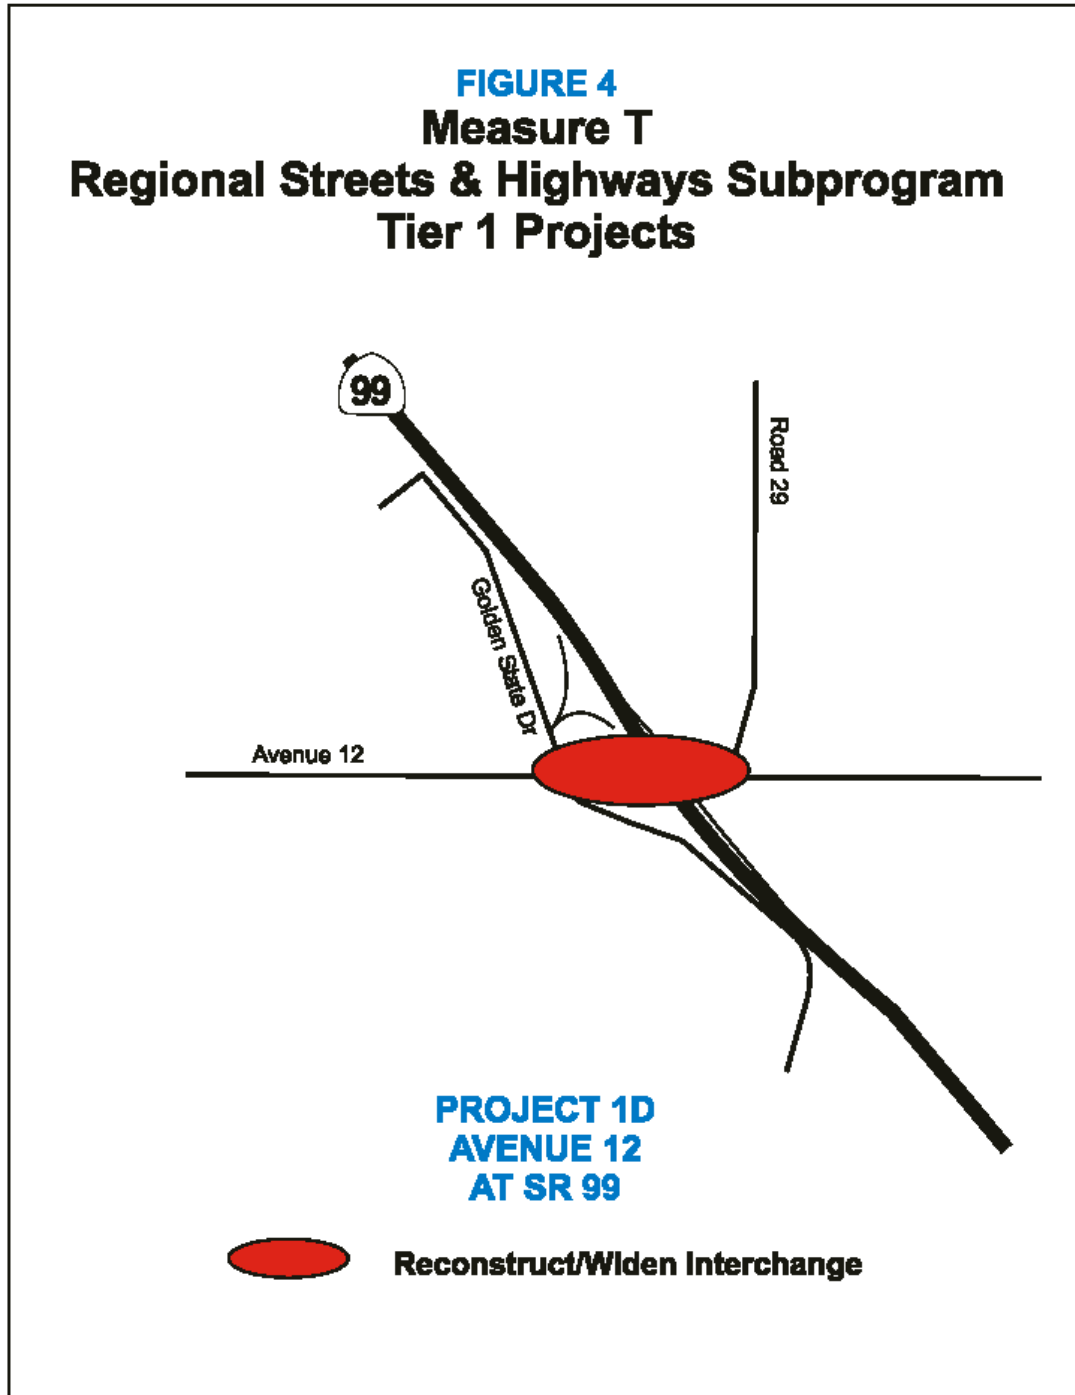 FIGURE 4
Measure T
Regional Streets & Highways Subprogram
Tier 1 Projects
99
Road 29
Golden State Dr
Avenue 12
PROJECT 1D
AVENUE 12
AT SR 99
Reconstruct/Widen Interchange